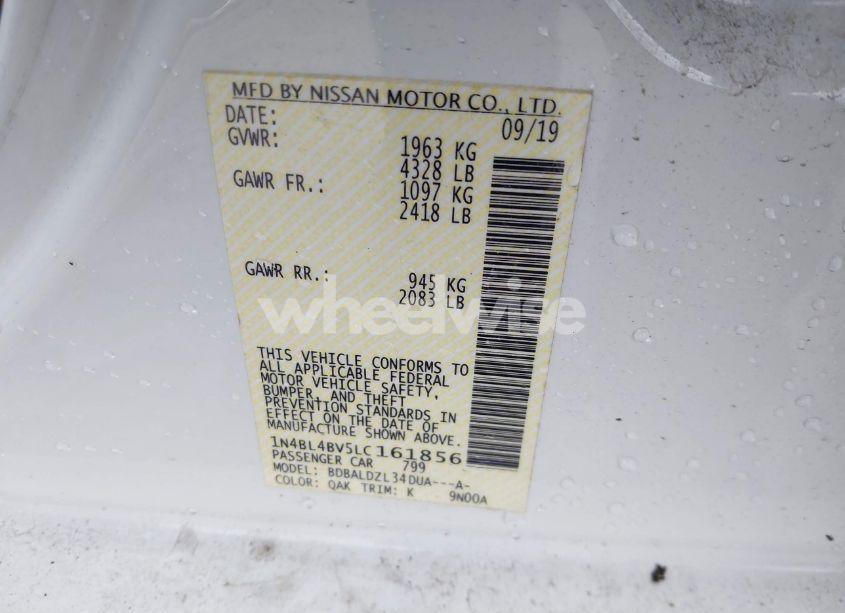 MFD BY NISSAN MOTOR CO., LTD.
DATE: 09/19
GVWR: 1963 KG
4328 LB
GAWR FR.: 1097 KG
2418 LB
GAWR RR.: 945 KG
2083 LB
wheelwise
THIS VEHICLE CONFORMS TO
ALL APPLICABLE FEDERAL
MOTOR VEHICLE SAFETY,
BUMPER, AND THEFT
PREVENTION STANDARDS IN
EFFECT ON THE DATE OF
MANUFACTURE SHOWN ABOVE.
1N4BL4BV5LC161856
PASSENGER CAR 799
MODEL: BDBALDZL34DUA---A-
COLOR: QAK TRIM: K 9N00A